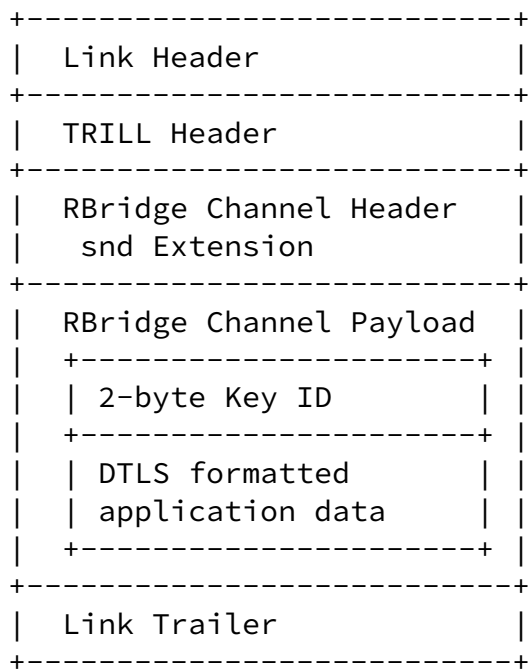 Link Header
TRILL Header
RBridge Channel Header
snd Extension
RBridge Channel Payload
2-byte Key ID
DTLS formatted
application data
Link Trailer